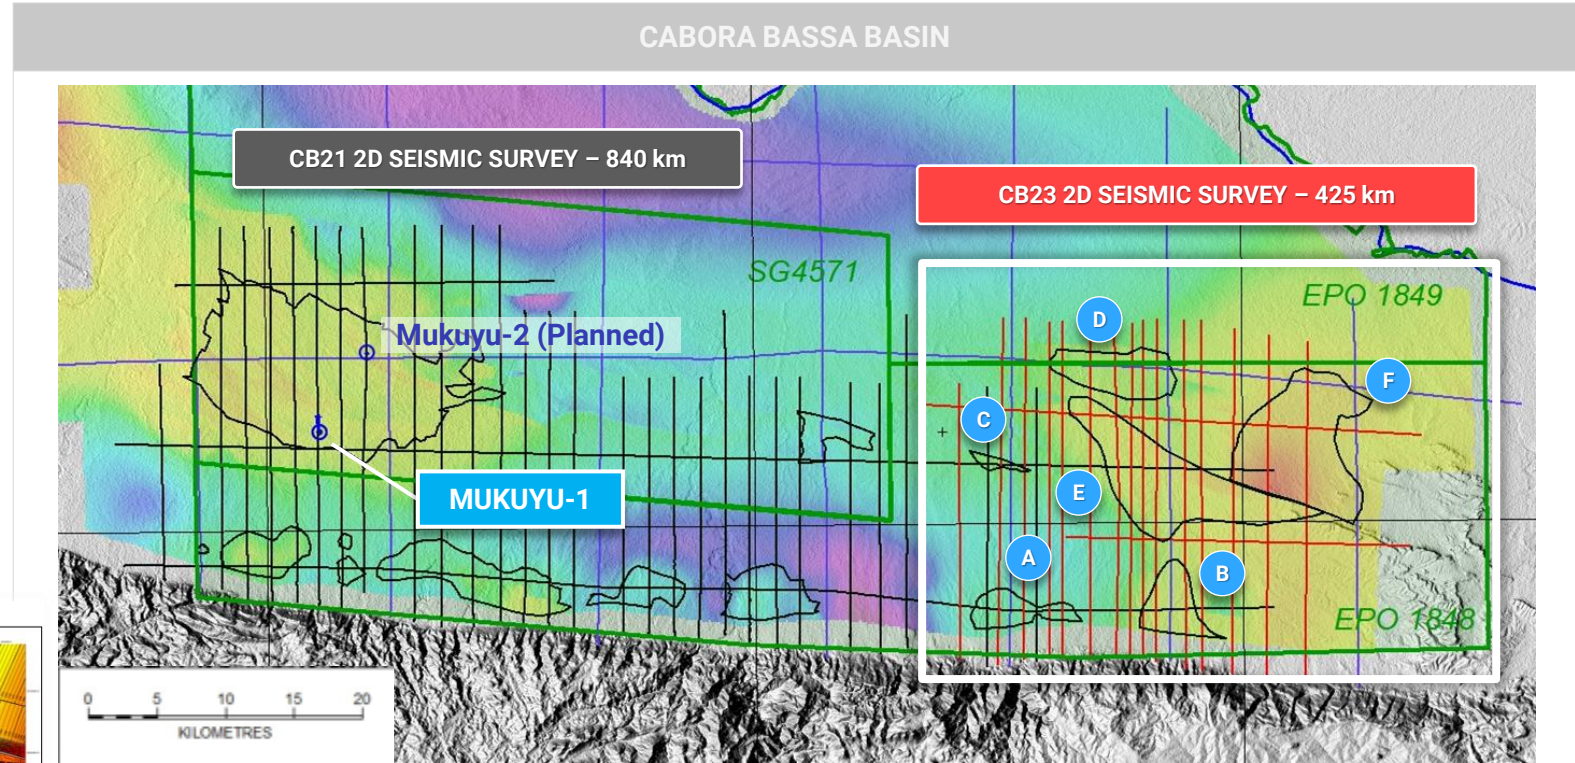 CABORA BASSA BASIN
CB21 2D SEISMIC SURVEY – 840 km
CB23 2D SEISMIC SURVEY – 425 km
SG4571
EPO 1849
D
Mukuyu-2 (Planned)
F
C
MUKUYU-1
E
A
B
EPO 1848
0 5 10 15 20
KILOMETRES